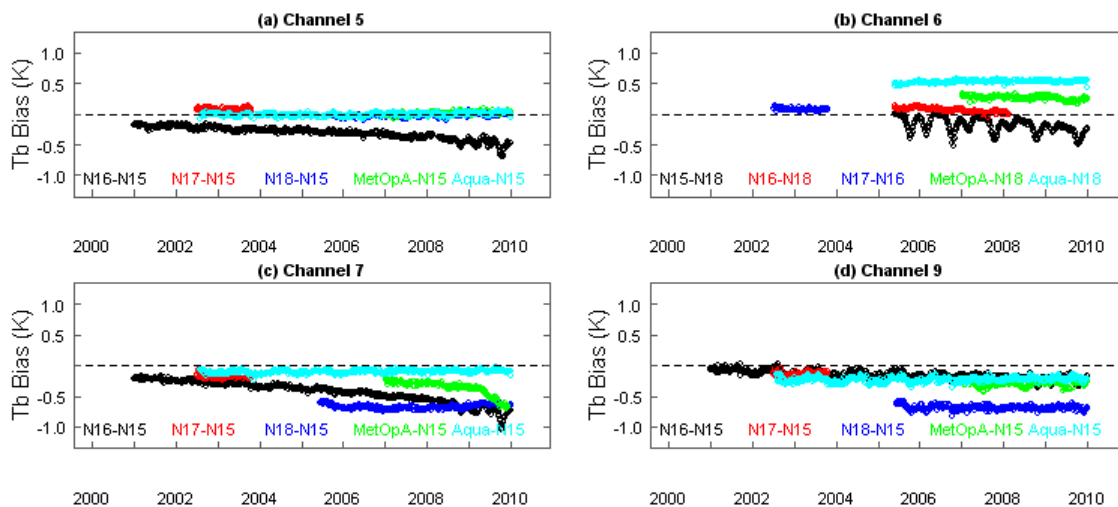 (a) Channel 5
Tb Bias (K)
1.0
0.5
-0.5
-1.0
N16-N15 N17-N15 N18-N15 MetOpA-N15 Aqua-N15
2000 2002 2004 2006 2008 2010
(b) Channel 6
Tb Bias (K)
1.0
0.5
-0.5
-1.0
N15-N18 N16-N18 N17-N16 MetOpA-N18 Aqua-N18
2000 2002 2004 2006 2008 2010
(c) Channel 7
Tb Bias (K)
1.0
0.5
-0.5
-1.0
N16-N15 N17-N15 N18-N15 MetOpA-N15 Aqua-N15
2000 2002 2004 2006 2008 2010
(d) Channel 9
Tb Bias (K)
1.0
0.5
-0.5
-1.0
N16-N15 N17-N15 N18-N15 MetOpA-N15 Aqua-N15
2000 2002 2004 2006 2008 2010